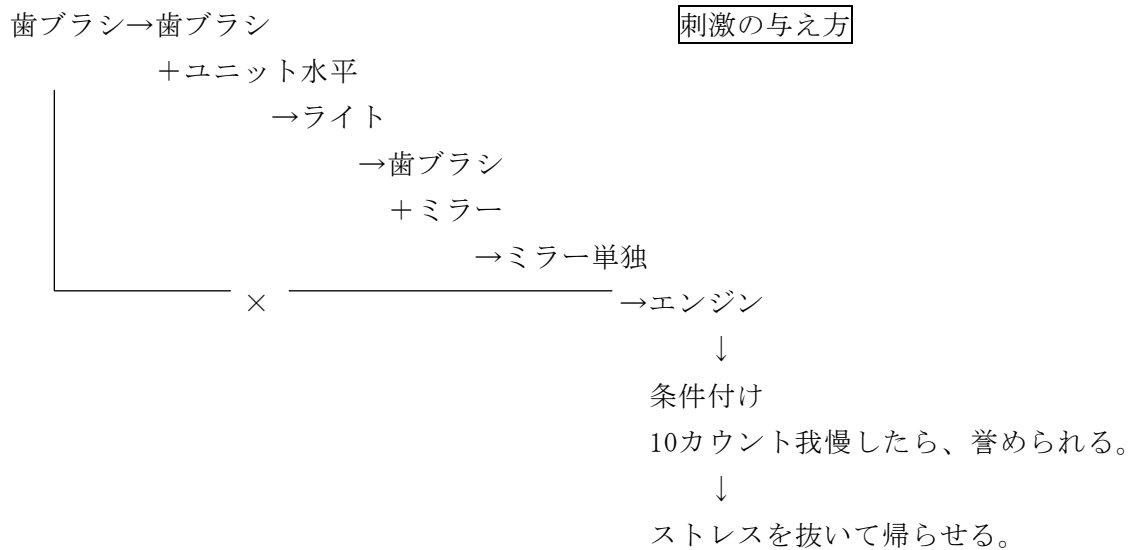 歯ブラシ→歯ブラシ 刺激の与え方
＋ユニット水平
→ライト
→歯ブラシ
＋ミラー
→ミラー単独
× →エンジン
↓
条件付け
10カウント我慢したら、誉められる。
↓
ストレスを抜いて帰らせる。